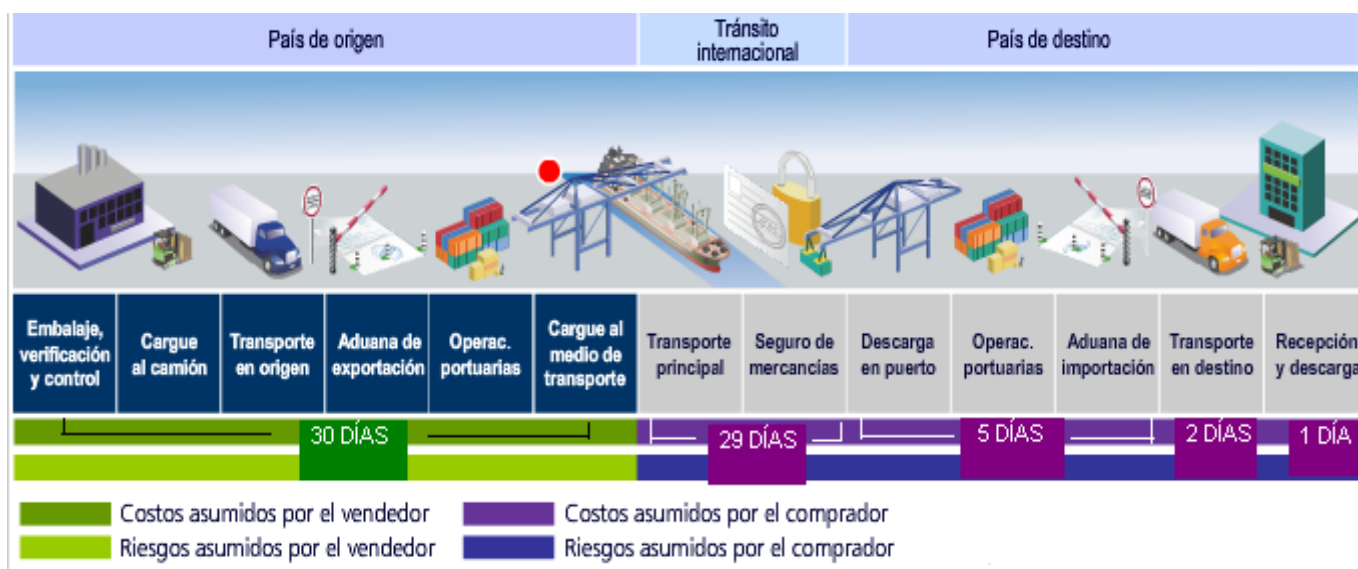 País de origen
Tránsito
internacional
País de destino
Embalaje,
verificación
y control
Cargue
al camión
Transporte
en origen
Aduana de
exportación
Operac.
portuarias
Cargue al
medio de
transporte
Transporte
principal
Seguro de
mercancías
Descarga
en puerto
Operac.
portuarias
Aduana de
importación
Transporte
en destino
Recepción
y descarga
30 DÍAS
29 DÍAS
5 DÍAS
2 DÍAS
1 DÍA
Costos asumidos por el vendedor
Costos asumidos por el comprador
Riesgos asumidos por el vendedor
Riesgos asumidos por el comprador